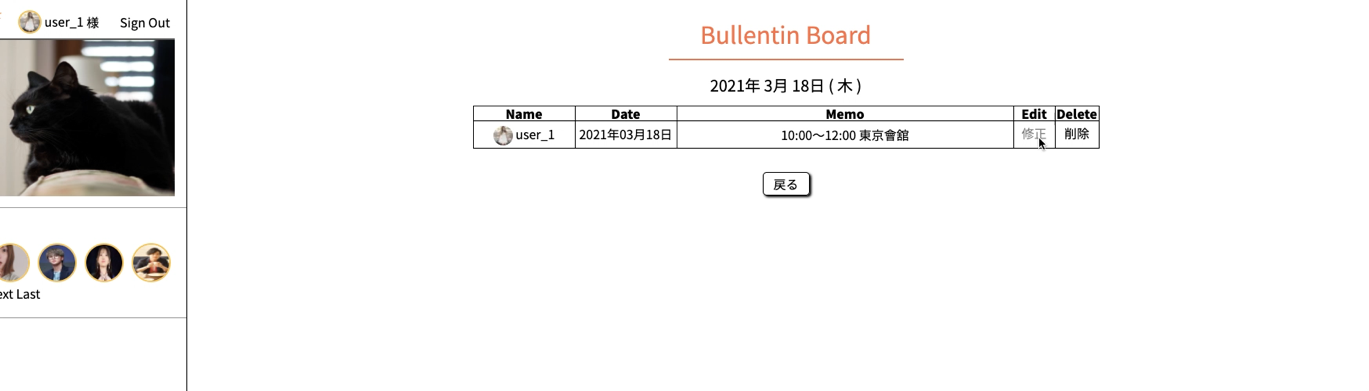 user_1 様 Sign Out
ext Last
Bullentin Board
2021年 3月 18日 ( 木 )
Name Date Memo Edit Delete
user_1 2021年03月18日 10:00〜12:00 東京會館 修正 削除
戻る